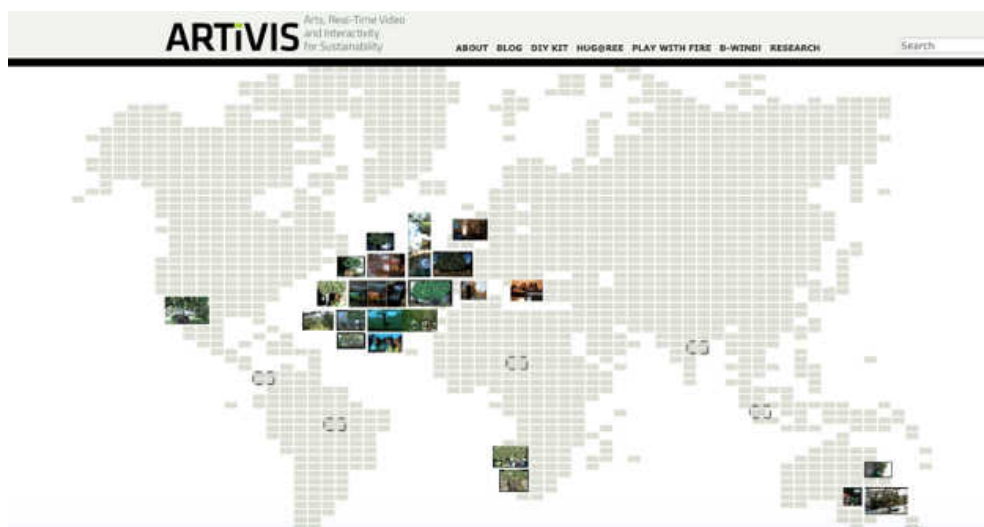 ARTiVIS
Arts, Real-Time Video
and Interactivity
for Sustainability
ABOUT BLOG DIY KIT HUG@REE PLAY WITH FIRE B-WIND! RESEARCH
Search